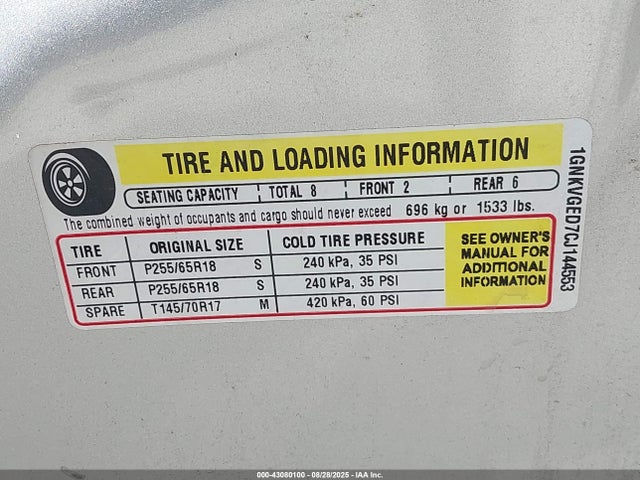 TIRE AND LOADING INFORMATION
SEATING CAPACITY TOTAL 8 FRONT 2 REAR 6
The combined weight of occupants and cargo should never exceed 696 kg or 1533 lbs.
TIRE ORIGINAL SIZE COLD TIRE PRESSURE
FRONT P255/65R18 S 240 kPa, 35 PSI
REAR P255/65R18 S 240 kPa, 35 PSI
SPARE T145/70R17 M 420 kPa, 60 PSI
SEE OWNER'S
MANUAL FOR
ADDITIONAL
INFORMATION
1GNKVGED7CJ144553
000-43080100 - 08/28/2025 - IAA Inc.